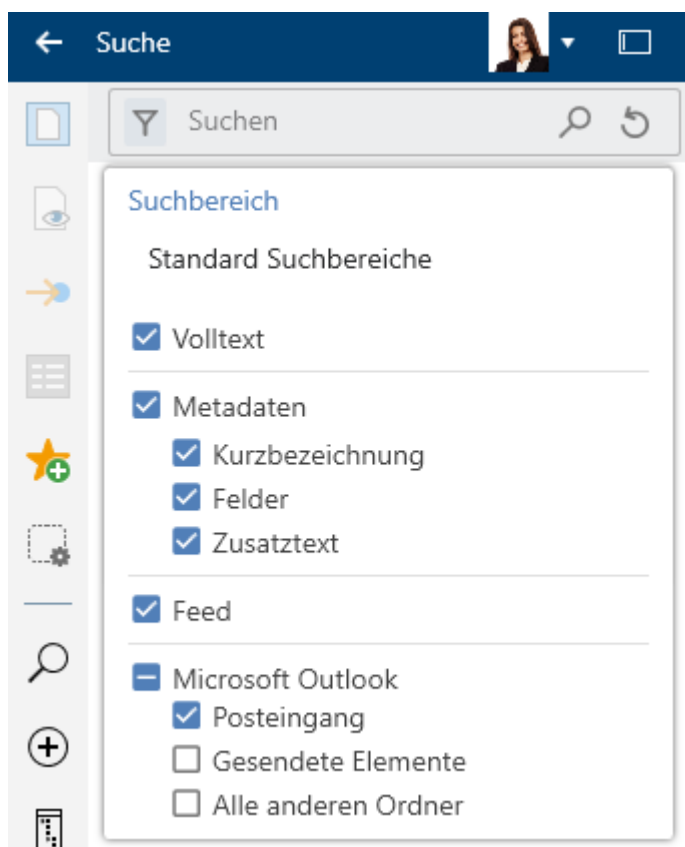 Suche
Suchen
Suchbereich
Standard Suchbereiche
Volltext
Metadaten
Kurzbezeichnung
Felder
Zusatztext
Feed
Microsoft Outlook
Posteingang
Gesendete Elemente
Alle anderen Ordner